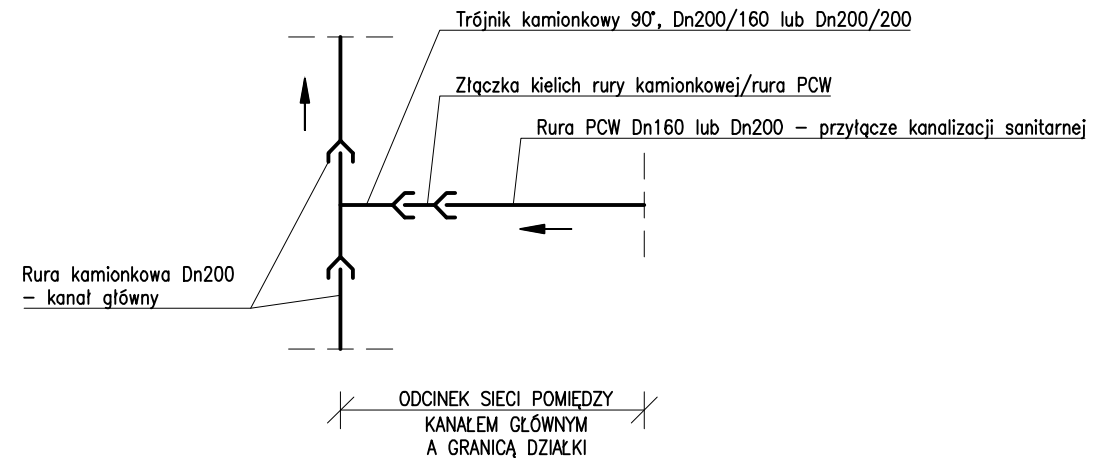 Trójnik kamionkowy 90°, Dn200/160 lub Dn200/200
Złączka kielich rury kamionkowej/rura PCW
Rura PCW Dn160 lub Dn200 – przyłącze kanalizacji sanitarnej
Rura kamionkowa Dn200
– kanał główny
ODCINEK SIECI POMIĘDZY
KANAŁEM GŁÓWNYM
A GRANICĄ DZIAŁKI